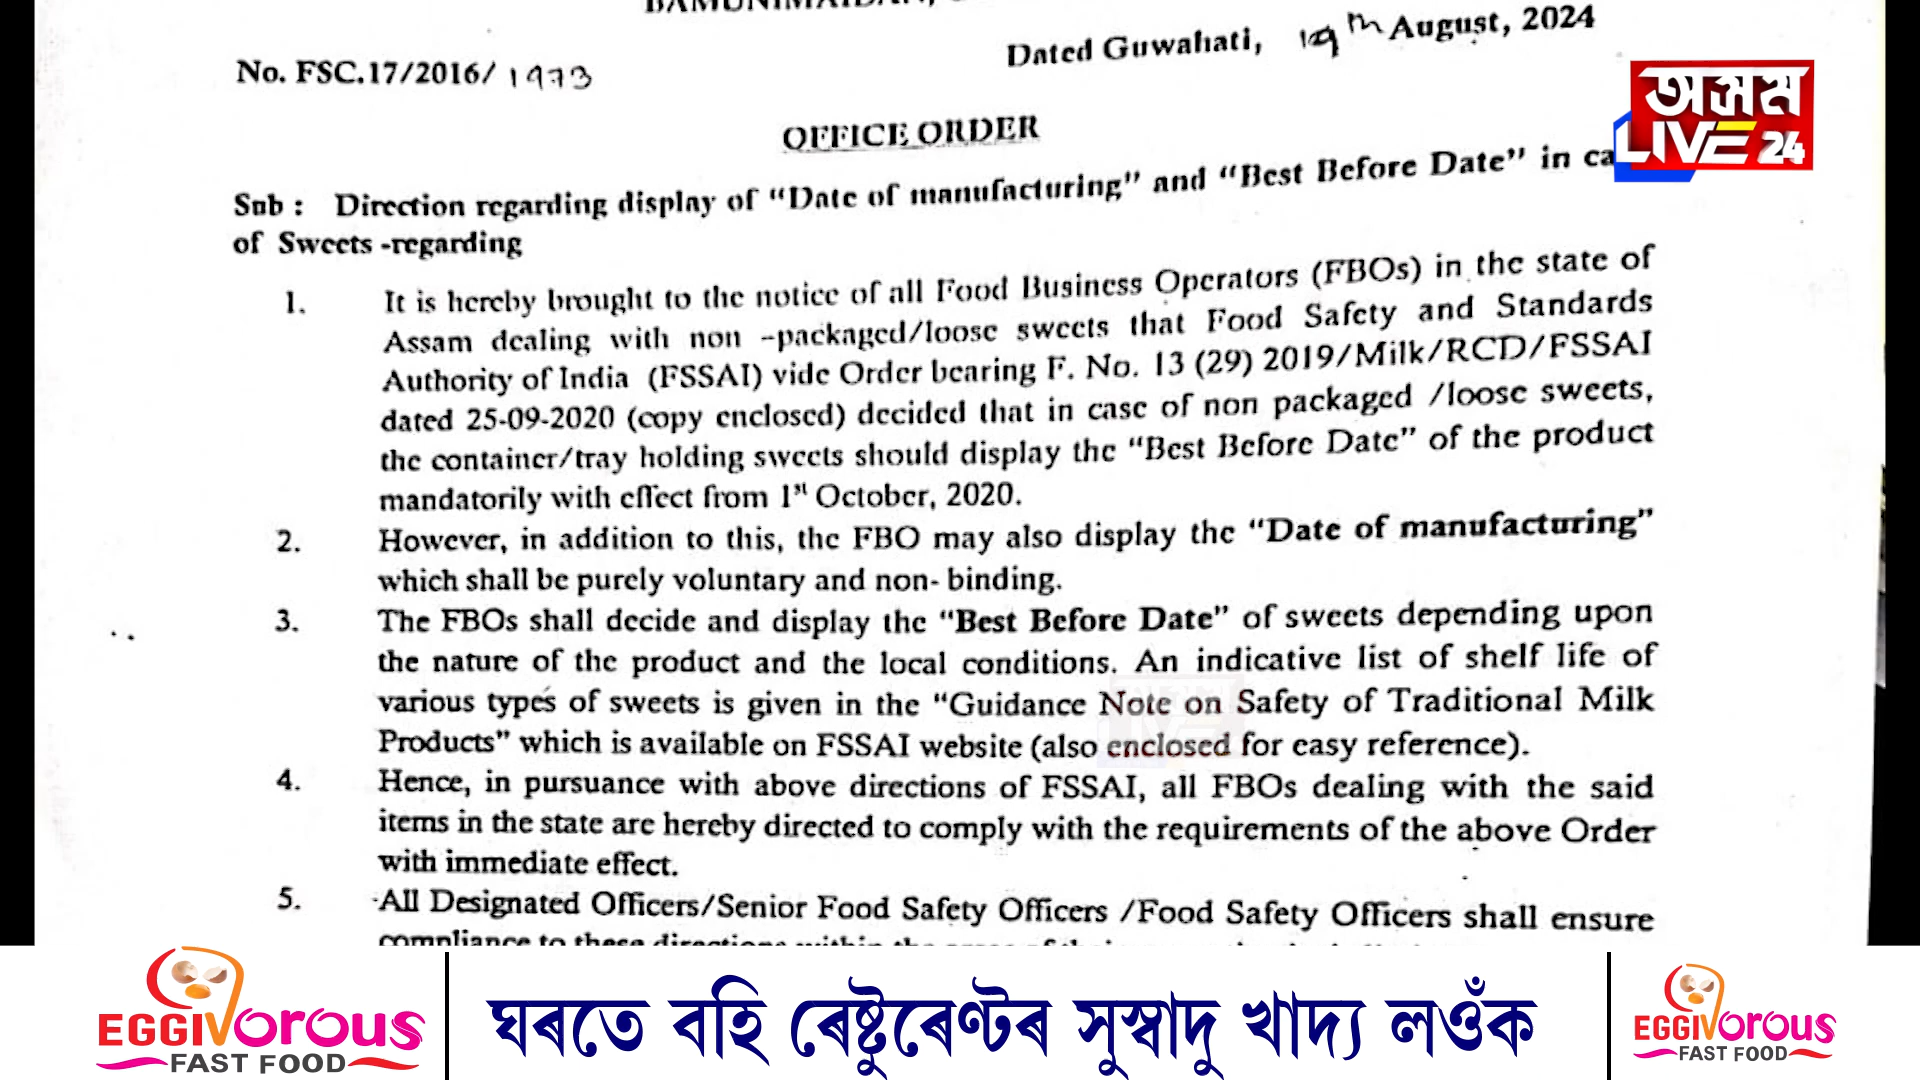 No. FSC.17/2016/1973
Dated Guwahati, 19th August, 2024
অসম
LIVE 24
OFFICE ORDER
Sub : Direction regarding display of “Date of manufacturing” and “Best Before Date” in ca
of Sweets -regarding
1. It is hereby brought to the notice of all Food Business Operators (FBOs) in the state of
Assam dealing with non -packaged/loose sweets that Food Safety and Standards
Authority of India (FSSAI) vide Order bearing F. No. 13 (29) 2019/Milk/RCD/FSSAI
dated 25-09-2020 (copy enclosed) decided that in case of non packaged /loose sweets,
the container/tray holding sweets should display the “Best Before Date” of the product
mandatorily with effect from 1st October, 2020.
2. However, in addition to this, the FBO may also display the “Date of manufacturing”
which shall be purely voluntary and non- binding.
3. The FBOs shall decide and display the “Best Before Date” of sweets depending upon
the nature of the product and the local conditions. An indicative list of shelf life of
various types of sweets is given in the “Guidance Note on Safety of Traditional Milk
Products” which is available on FSSAI website (also enclosed for easy reference).
4. Hence, in pursuance with above directions of FSSAI, all FBOs dealing with the said
items in the state are hereby directed to comply with the requirements of the above Order
with immediate effect.
5. All Designated Officers/Senior Food Safety Officers /Food Safety Officers shall ensure
compliance to these directions within the
EGGIVOROUS
FAST FOOD
ঘৰতে বহি ৰেষ্টুৰেণ্টৰ সুস্বাদু খাদ্য লওঁক
EGGIVOROUS
FAST FOOD